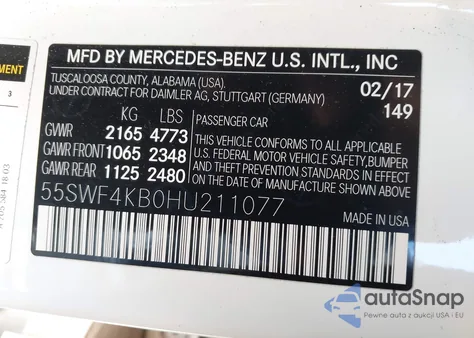 MFD BY MERCEDES-BENZ U.S. INTL., INC
TUSCALOOSA COUNTY, ALABAMA (USA),
UNDER CONTRACT FOR DAIMLER AG, STUTTGART (GERMANY)
02/17
149
KG LBS
GVWR 2165 4773
GAWR FRONT 1065 2348
GAWR REAR 1125 2480
PASSENGER CAR
THIS VEHICLE CONFORMS TO ALL APPLICABLE
U.S. FEDERAL MOTOR VEHICLE SAFETY, BUMPER
AND THEFT PREVENTION STANDARDS IN EFFECT ON
THE DATE OF MANUFACTURE SHOWN ABOVE.
55SWF4KB0HU211077
MADE IN USA
3
584 18 03
autoSnap
Pewne auta z aukcji USA i EU